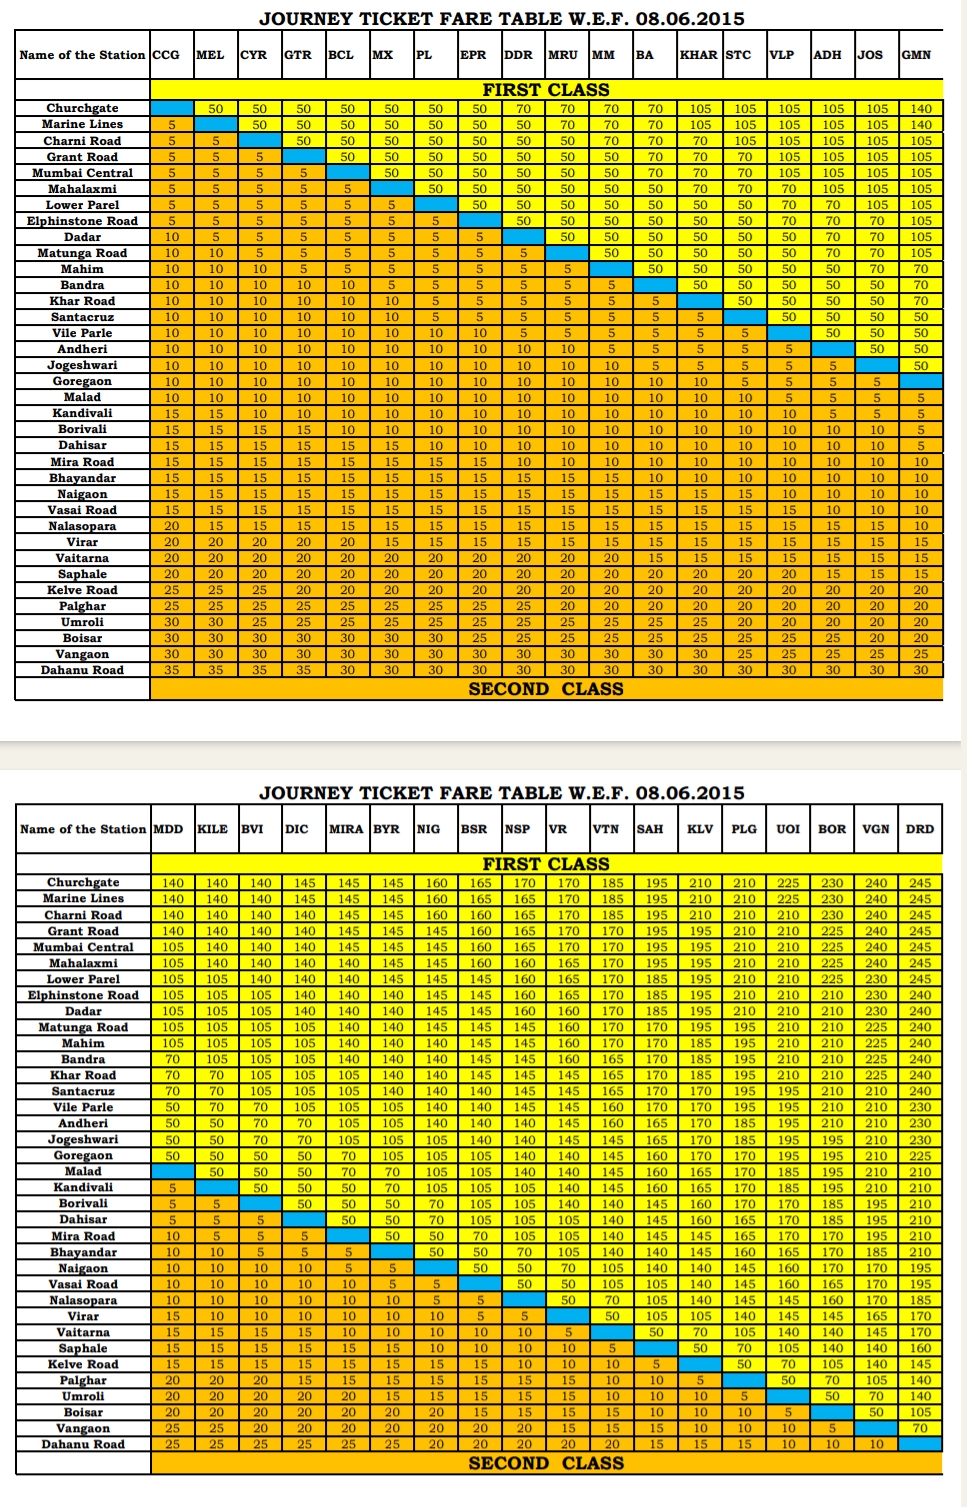 JOURNEY TICKET FARE TABLE W.E.F. 08.06.2015
Name of the Station CCG MEL CYR GTR BCL MX PL EPR DDR MRU MM BA KHAR STC VLP ADH JOS GMN
FIRST CLASS
Churchgate 50 50 50 50 50 50 50 70 70 70 70 105 105 105 105 105 140
Marine Lines 5 50 50 50 50 50 50 50 70 70 70 105 105 105 105 105 140
Charni Road 5 5 50 50 50 50 50 50 50 70 70 70 105 105 105 105 105
Grant Road 5 5 5 50 50 50 50 50 50 50 70 70 70 105 105 105 105
Mumbai Central 5 5 5 5 50 50 50 50 50 50 70 70 70 105 105 105 105
Mahalaxmi 5 5 5 5 5 50 50 50 50 50 50 70 70 70 105 105 105
Lower Parel 5 5 5 5 5 5 50 50 50 50 50 50 50 70 70 105 105
Elphinstone Road 5 5 5 5 5 5 5 50 50 50 50 50 50 70 70 70 105
Dadar 10 5 5 5 5 5 5 5 50 50 50 50 50 50 70 70 105
Matunga Road 10 10 5 5 5 5 5 5 5 50 50 50 50 50 70 70 105
Mahim 10 10 10 5 5 5 5 5 5 5 50 50 50 50 50 70 70
Bandra 10 10 10 10 10 5 5 5 5 5 5 50 50 50 50 50 70
Khar Road 10 10 10 10 10 10 5 5 5 5 5 5 50 50 50 50 70
Santacruz 10 10 10 10 10 10 5 5 5 5 5 5 5 50 50 50 50
Vile Parle 10 10 10 10 10 10 10 10 5 5 5 5 5 5 50 50 50
Andheri 10 10 10 10 10 10 10 10 10 10 5 5 5 5 5 50 50
Jogeshwari 10 10 10 10 10 10 10 10 10 10 10 5 5 5 5 5 50
Goregaon 10 10 10 10 10 10 10 10 10 10 10 10 10 5 5 5 5
Malad 10 10 10 10 10 10 10 10 10 10 10 10 10 10 5 5 5 5
Kandivali 15 15 10 10 10 10 10 10 10 10 10 10 10 10 10 5 5 5
Borivali 15 15 15 15 10 10 10 10 10 10 10 10 10 10 10 10 10 5
Dahisar 15 15 15 15 15 15 10 10 10 10 10 10 10 10 10 10 10 5
Mira Road 15 15 15 15 15 15 15 15 10 10 10 10 10 10 10 10 10 10
Bhayandar 15 15 15 15 15 15 15 15 15 15 15 10 10 10 10 10 10 10
Naigaon 15 15 15 15 15 15 15 15 15 15 15 15 15 15 10 10 10 10
Vasai Road 15 15 15 15 15 15 15 15 15 15 15 15 15 15 15 10 10 10
Nalasopara 20 15 15 15 15 15 15 15 15 15 15 15 15 15 15 15 15 10
Virar 20 20 20 20 20 15 15 15 15 15 15 15 15 15 15 15 15 15
Vaitarna 20 20 20 20 20 20 20 20 20 20 20 15 15 15 15 15 15 15
Saphale 20 20 20 20 20 20 20 20 20 20 20 20 20 20 20 15 15 15
Kelve Road 25 25 25 20 20 20 20 20 20 20 20 20 20 20 20 20 20 20
Palghar 25 25 25 25 25 25 25 25 25 20 20 20 20 20 20 20 20 20
Umroli 30 30 25 25 25 25 25 25 25 25 25 25 25 20 20 20 20 20
Boisar 30 30 30 30 30 30 30 25 25 25 25 25 25 25 25 25 20 20
Vangaon 30 30 30 30 30 30 30 30 30 30 30 30 30 25 25 25 25 25
Dahanu Road 35 35 35 35 30 30 30 30 30 30 30 30 30 30 30 30 30 30
SECOND CLASS
JOURNEY TICKET FARE TABLE W.E.F. 08.06.2015
Name of the Station MDD KILE BVI DIC MIRA BYR NIG BSR NSP VR VTN SAH KLV PLG UOI BOR VGN DRD
FIRST CLASS
Churchgate 140 140 140 145 145 145 160 165 170 170 185 195 210 210 225 230 240 245
Marine Lines 140 140 140 140 145 145 160 165 165 170 185 195 210 210 225 230 240 245
Charni Road 140 140 140 140 145 145 160 160 165 170 185 195 210 210 210 230 240 245
Grant Road 140 140 140 140 145 145 145 160 165 170 170 195 195 210 210 225 240 245
Mumbai Central 105 140 140 140 145 145 145 160 165 170 170 195 195 210 210 225 240 245
Mahalaxmi 105 140 140 140 140 145 145 160 160 165 170 195 195 210 210 225 240 245
Lower Parel 105 105 140 140 140 145 145 145 160 165 170 185 195 210 210 225 230 245
Elphinstone Road 105 105 105 140 140 140 145 145 160 165 170 185 195 210 210 210 230 240
Dadar 105 105 105 140 140 140 145 145 160 160 170 185 195 210 210 210 230 240
Matunga Road 105 105 105 105 140 140 145 145 145 160 170 170 195 195 210 210 225 240
Mahim 105 105 105 105 140 140 140 145 145 160 170 170 185 195 210 210 225 240
Bandra 70 105 105 105 140 140 140 145 145 160 165 170 185 195 210 210 225 240
Khar Road 70 70 105 105 105 140 140 145 145 145 165 170 185 195 210 210 225 240
Santacruz 70 70 105 105 105 140 140 140 145 145 165 170 170 195 195 210 210 240
Vile Parle 50 70 70 105 105 105 140 140 145 145 160 170 170 195 195 210 210 230
Andheri 50 50 70 70 105 105 140 140 140 145 160 165 170 185 195 210 210 230
Jogeshwari 50 50 70 70 105 105 105 140 140 145 145 165 170 185 195 195 210 230
Goregaon 50 50 50 50 70 105 105 105 140 140 145 160 165 170 195 195 210 225
Malad 50 50 50 70 70 105 105 140 140 145 160 165 170 185 195 210 210
Kandivali 5 50 50 50 70 105 105 105 140 145 160 165 170 185 195 210 210
Borivali 5 5 50 50 50 70 105 105 140 140 145 160 170 170 185 195 210
Dahisar 5 5 5 50 50 70 105 105 105 140 145 160 165 170 185 195 210
Mira Road 10 5 5 5 50 50 70 105 105 140 145 145 165 170 170 195 210
Bhayandar 10 10 5 5 5 50 50 70 105 140 140 145 160 165 170 185 210
Naigaon 10 10 10 10 5 5 50 50 70 105 140 140 145 160 170 170 195
Vasai Road 10 10 10 10 10 5 5 50 50 105 105 140 145 160 165 170 195
Nalasopara 10 10 10 10 10 10 5 5 50 70 105 140 145 145 160 170 185
Virar 15 10 10 10 10 10 10 5 5 50 105 105 140 145 145 165 170
Vaitarna 15 15 15 15 10 10 10 10 10 5 50 70 105 140 140 145 170
Saphale 15 15 15 15 15 15 10 10 10 10 5 50 70 105 140 140 160
Kelve Road 15 15 15 15 15 15 15 15 10 10 10 5 50 70 105 140 145
Palghar 20 20 20 15 15 15 15 15 15 15 10 10 5 50 70 105 140
Umroli 20 20 20 20 20 15 15 15 15 15 15 10 10 5 50 70 140
Boisar 20 20 20 20 20 20 20 15 15 15 15 10 10 10 5 50 105
Vangaon 25 25 20 20 20 20 20 20 20 15 15 15 10 10 10 5 70
Dahanu Road 25 25 25 25 25 25 20 20 20 20 20 15 15 15 10 10 10
SECOND CLASS